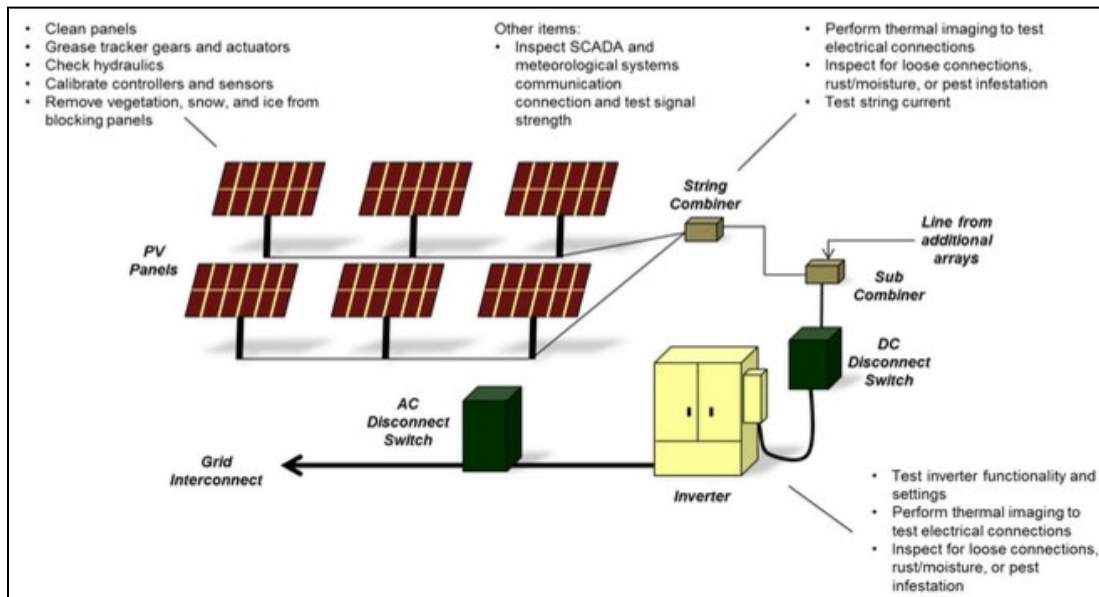 • Clean panels
• Grease tracker gears and actuators
• Check hydraulics
• Calibrate controllers and sensors
• Remove vegetation, snow, and ice from
blocking panels
Other items:
• Inspect SCADA and
meteorological systems
communication
connection and test signal
strength
• Perform thermal imaging to test
electrical connections
• Inspect for loose connections,
rust/moisture, or pest infestation
• Test string current
PV
Panels
String
Combiner
Line from
additional
arrays
Sub
Combiner
DC
Disconnect
Switch
AC
Disconnect
Switch
Grid
Interconnect
Inverter
• Test inverter functionality and
settings
• Perform thermal imaging to
test electrical connections
• Inspect for loose connections,
rust/moisture, or pest
infestation